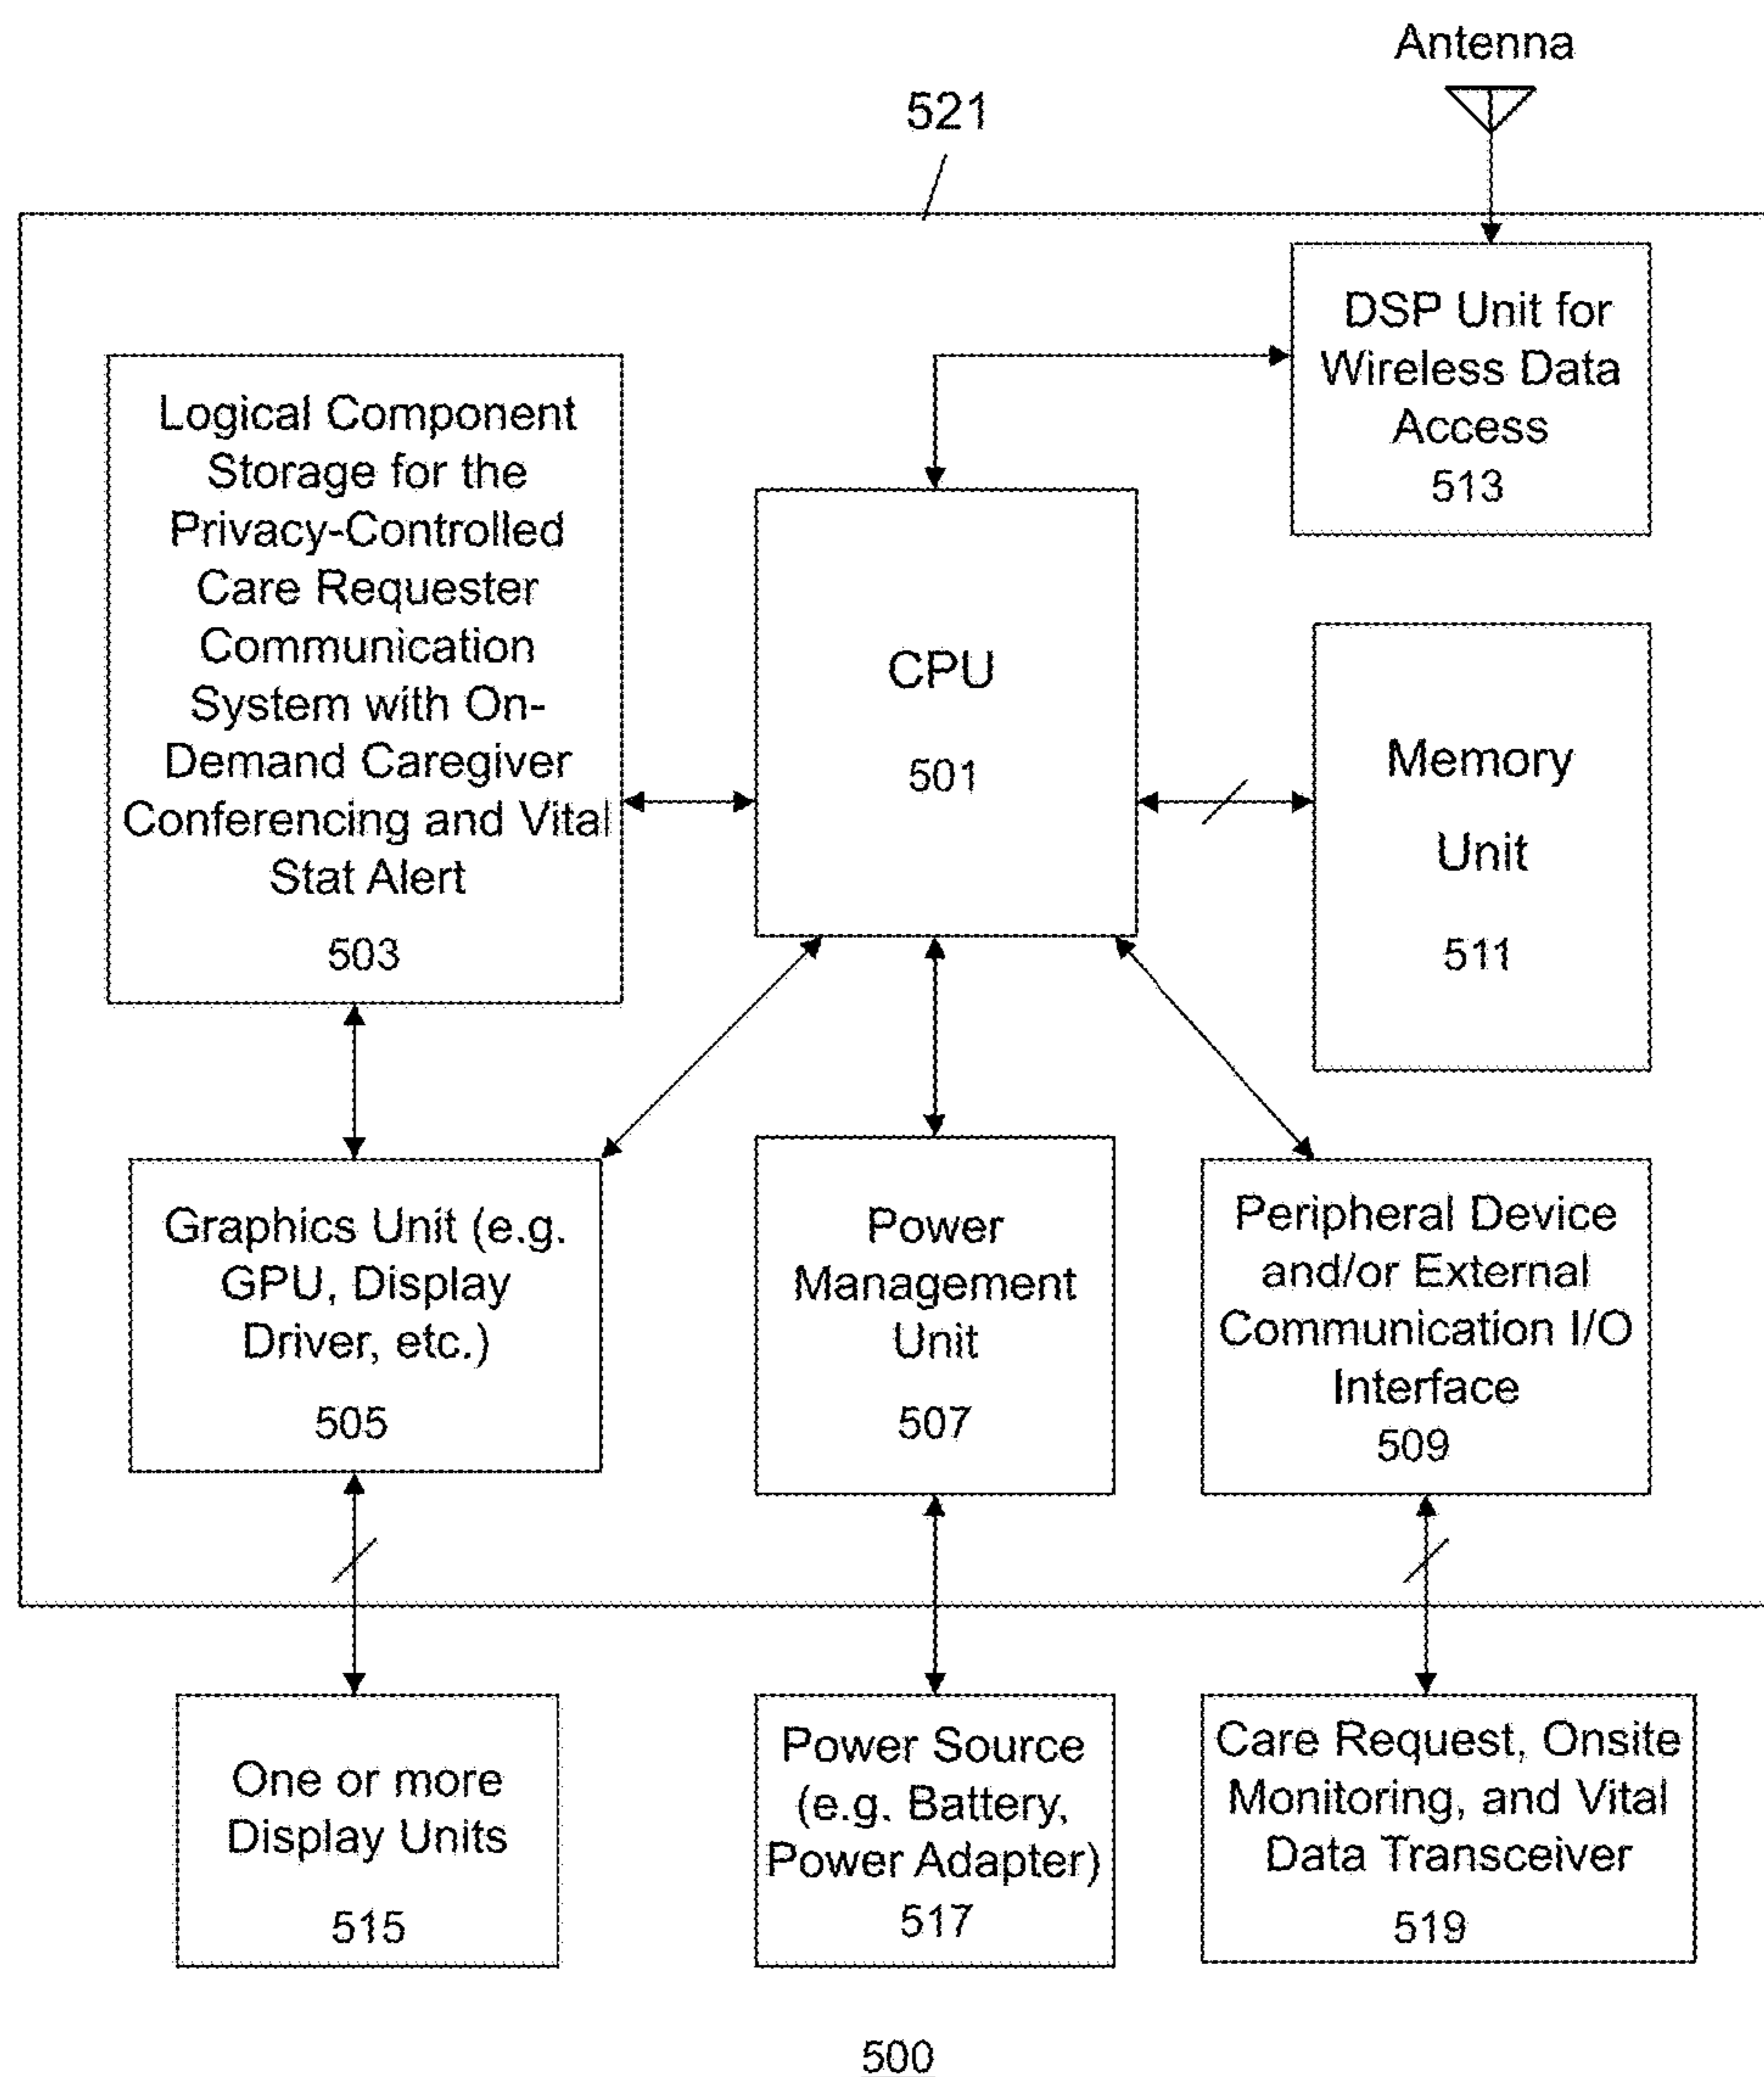 Antenna
521
DSP Unit for
Wireless Data
Access
513
Logical Component
Storage for the
Privacy-Controlled
Care Requester
Communication
System with On-
Demand Caregiver
Conferencing and Vital
Stat Alert
503
CPU
501
Memory
Unit
511
Graphics Unit (e.g.
GPU, Display
Driver, etc.)
505
Power
Management
Unit
507
Peripheral Device
and/or External
Communication I/O
Interface
509
One or more
Display Units
515
Power Source
(e.g. Battery,
Power Adapter)
517
Care Request, Onsite
Monitoring, and Vital
Data Transceiver
519
500